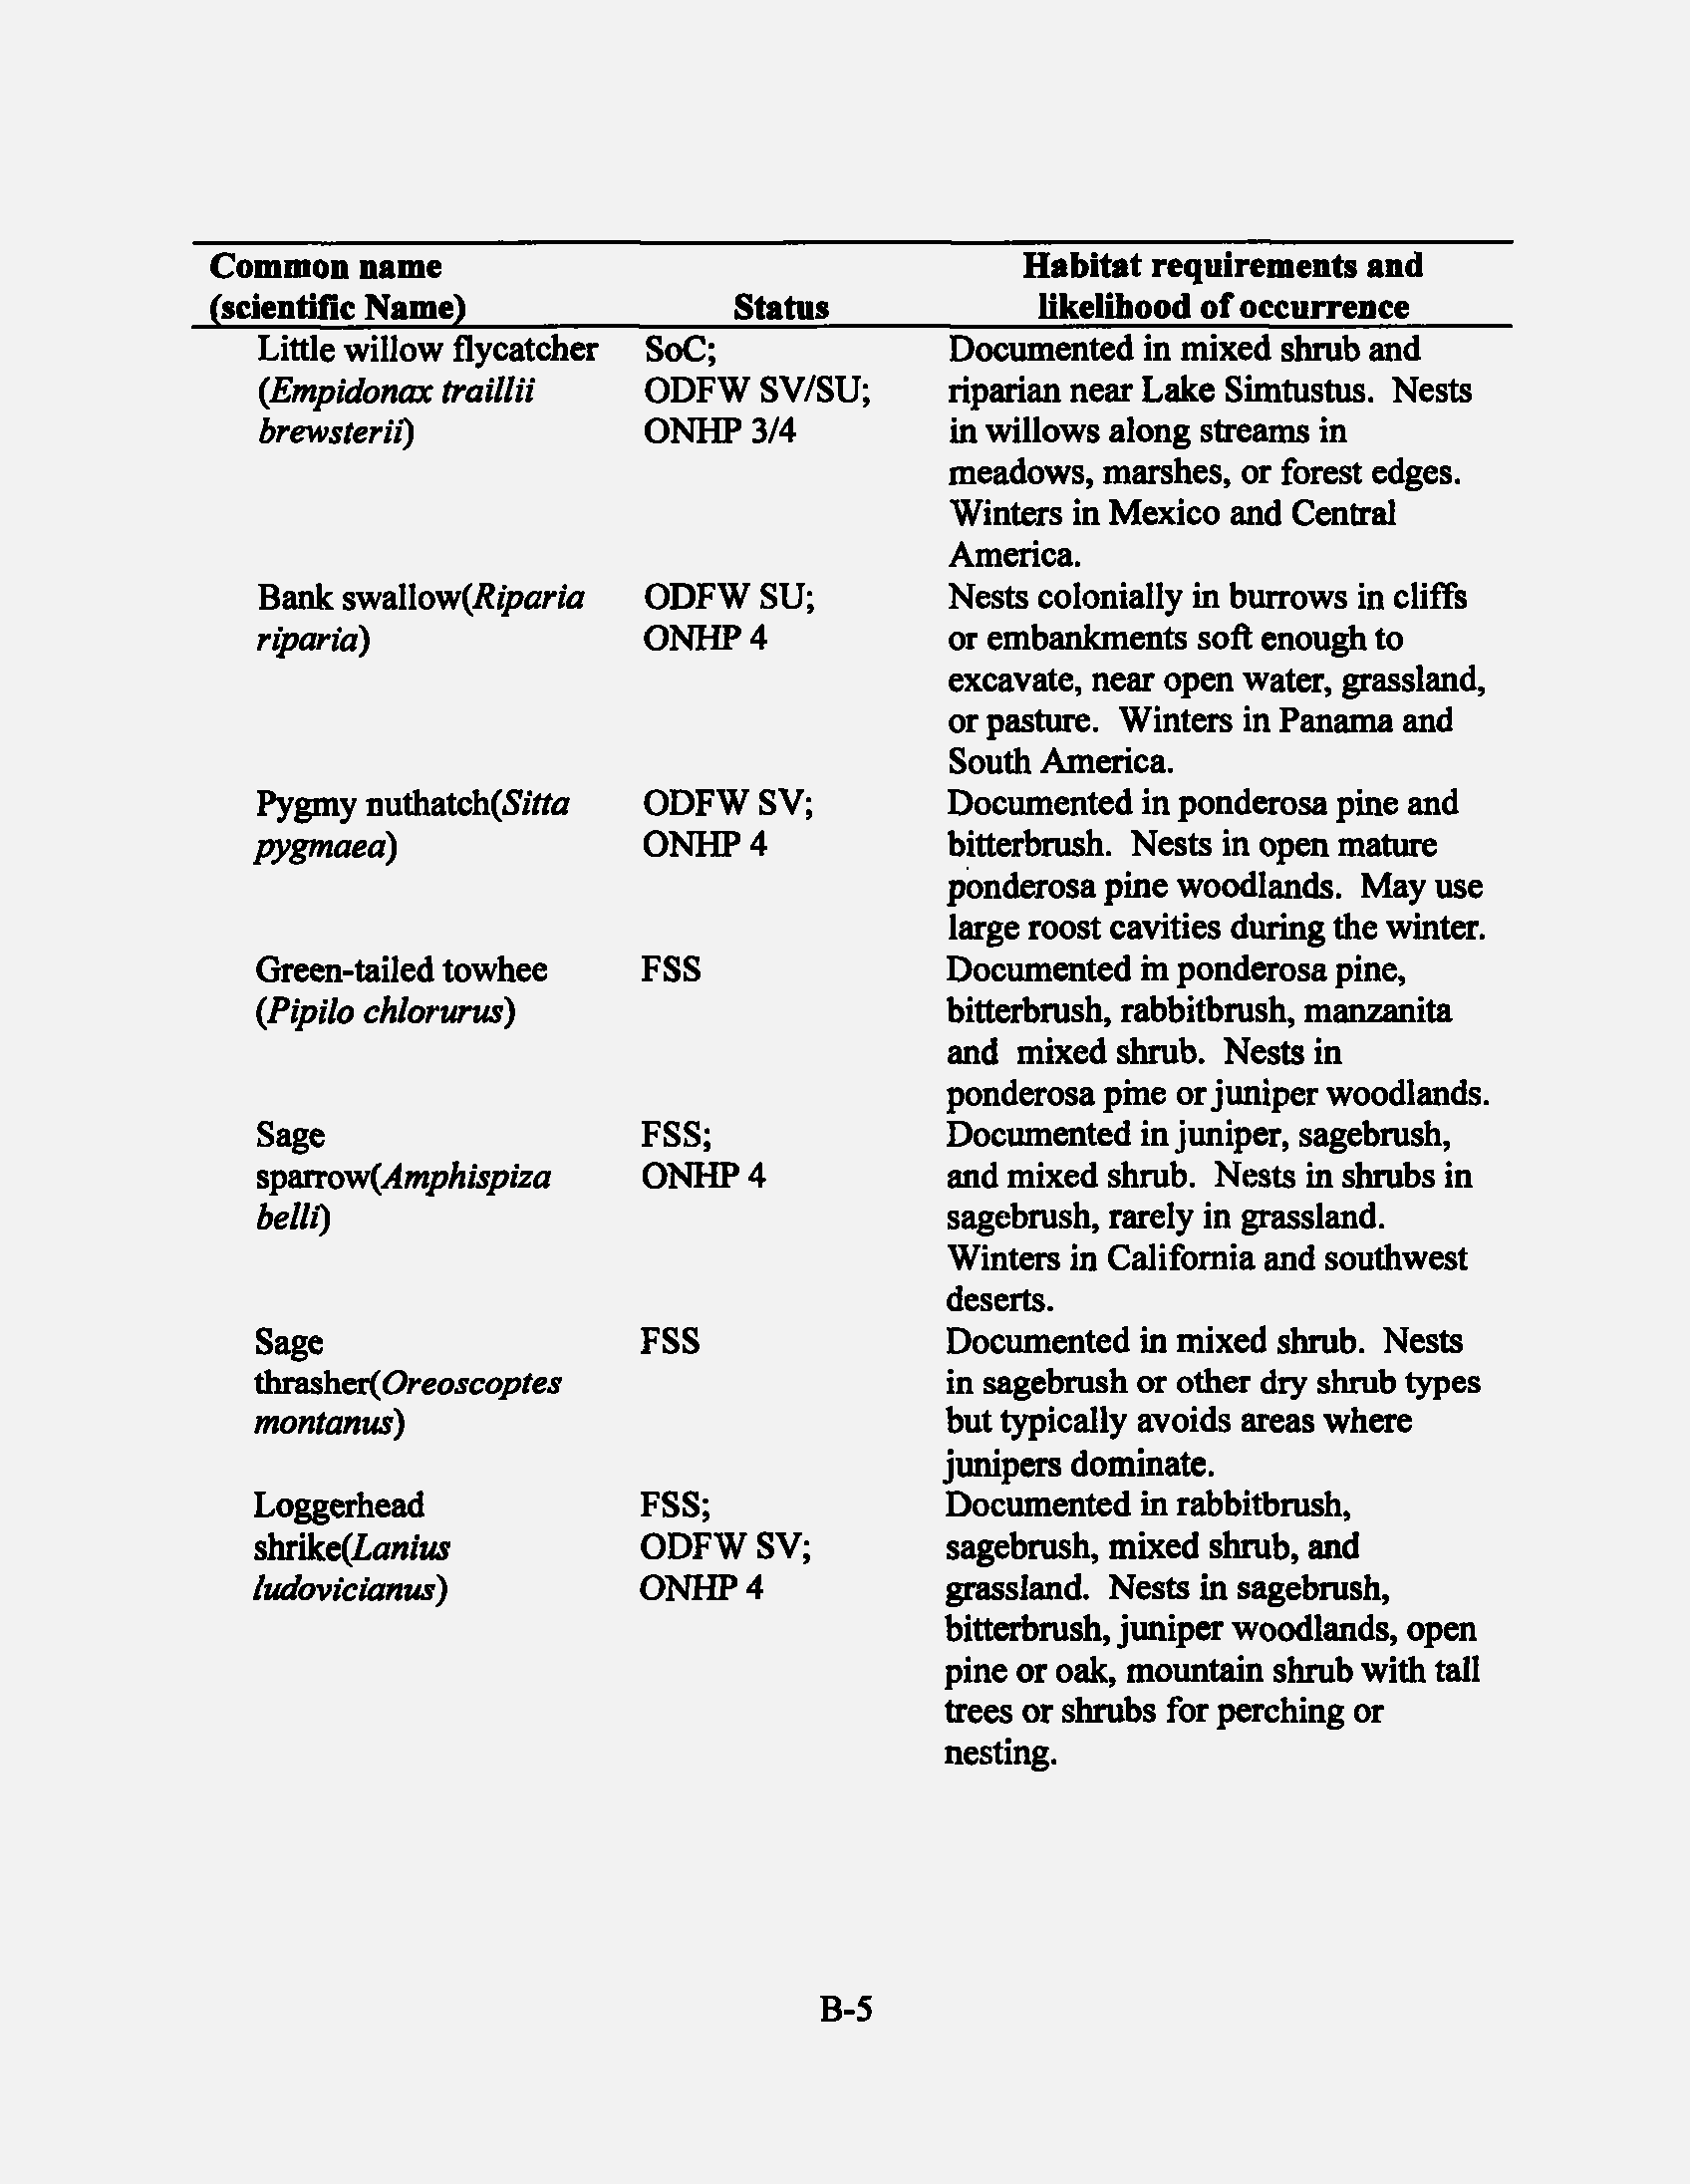 Common name
(scientific Name)
Status
Habitat requirements and
likelihood of occurrence
Little willow flycatcher
(Empidonax traillii
brewsterii)
SoC;
ODFW SV/SU;
ONHP 3/4
Documented in mixed shrub and
riparian near Lake Simtustus. Nests
in willows along streams in
meadows, marshes, or forest edges.
Winters in Mexico and Central
America.
Bank swallow(Riparia
riparia)
ODFW SU;
ONHP 4
Nests colonially in burrows in cliffs
or embankments soft enough to
excavate, near open water, grassland,
or pasture. Winters in Panama and
South America.
Pygmy nuthatch(Sitta
pygmaea)
ODFW SV;
ONHP 4
Documented in ponderosa pine and
bitterbrush. Nests in open mature
ponderosa pine woodlands. May use
large roost cavities during the winter.
Green-tailed towhee
(Pipilo chlorurus)
FSS
Documented in ponderosa pine,
bitterbrush, rabbitbrush, manzanita
and mixed shrub. Nests in
ponderosa pine or juniper woodlands.
Sage
sparrow(Amphispiza
belli)
FSS;
ONHP 4
Documented in juniper, sagebrush,
and mixed shrub. Nests in shrubs in
sagebrush, rarely in grassland.
Winters in California and southwest
deserts.
Sage
thrasher(Oreoscoptes
montanus)
FSS
Documented in mixed shrub. Nests
in sagebrush or other dry shrub types
but typically avoids areas where
junipers dominate.
Loggerhead
shrike(Lanius
ludovicianus)
FSS;
ODFW SV;
ONHP 4
Documented in rabbitbrush,
sagebrush, mixed shrub, and
grassland. Nests in sagebrush,
bitterbrush, juniper woodlands, open
pine or oak, mountain shrub with tall
trees or shrubs for perching or
nesting.
B-5